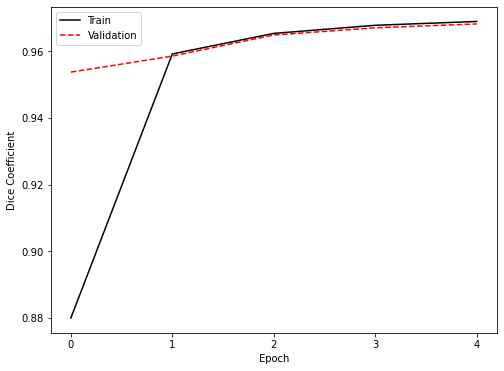 Train
Validation
0.96
0.94
0.92
0.90
0.88
Dice Coefficient
0 1 2 3 4
Epoch